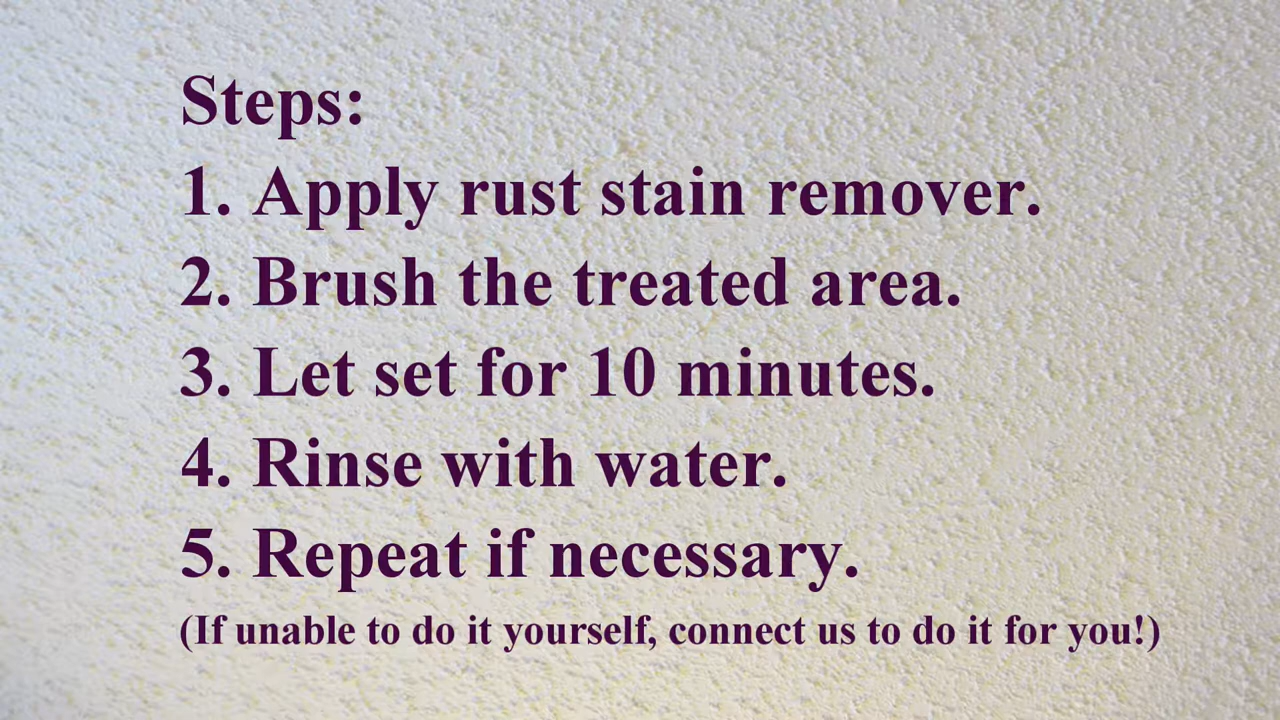 Steps:
1. Apply rust stain remover.
2. Brush the treated area.
3. Let set for 10 minutes.
4. Rinse with water.
5. Repeat if necessary.
(If unable to do it yourself, connect us to do it for you!)